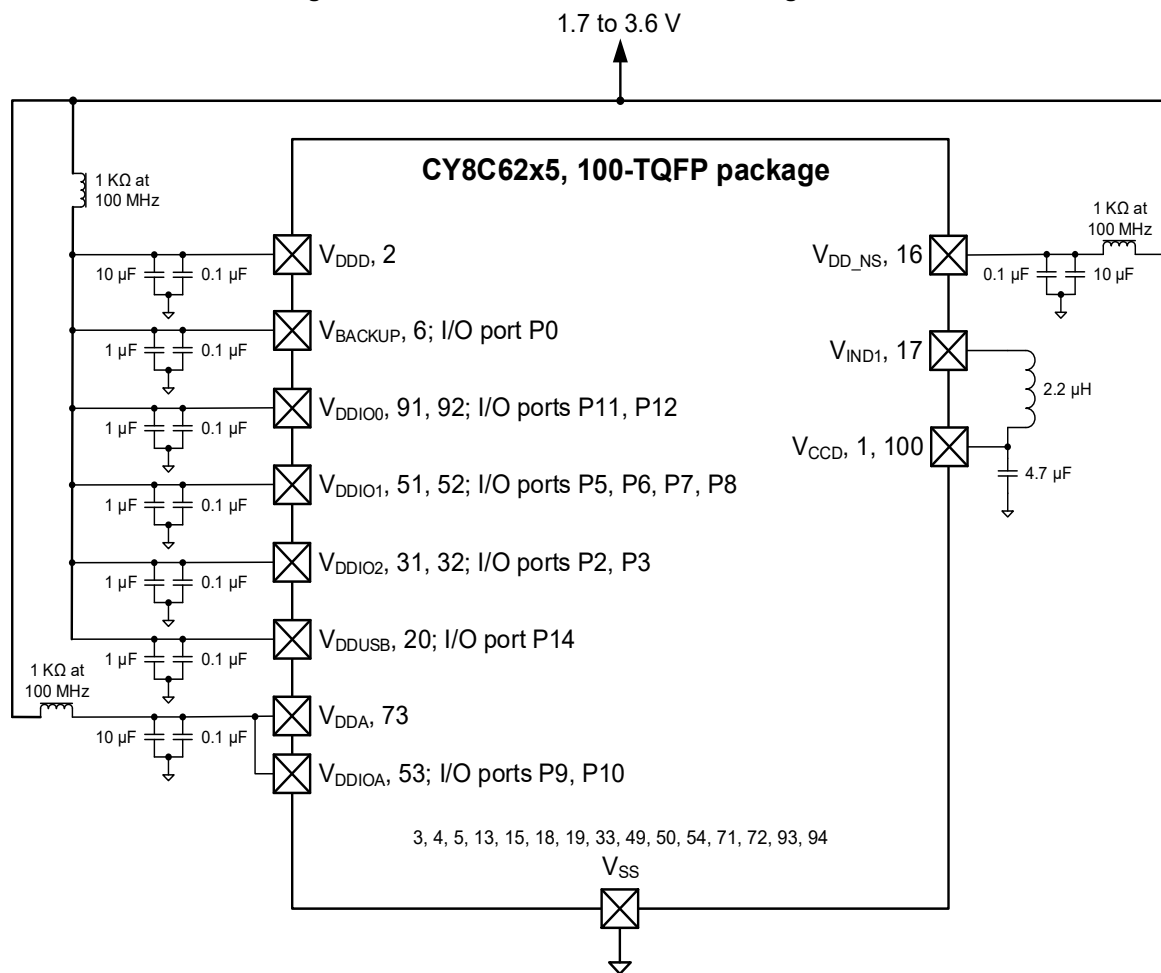 1.7 to 3.6 V
CY8C62x5, 100-TQFP package
1 KΩ at
100 MHz
1 KΩ at
100 MHz
10 µF
0.1 µF
V_DDD, 2
V_DD_NS, 16
0.1 µF
10 µF
1 µF
0.1 µF
V_BACKUP, 6; I/O port P0
V_IND1, 17
2.2 µH
1 µF
0.1 µF
V_DDIO0, 91, 92; I/O ports P11, P12
V_CCD, 1, 100
4.7 µF
1 µF
0.1 µF
V_DDIO1, 51, 52; I/O ports P5, P6, P7, P8
1 µF
0.1 µF
V_DDIO2, 31, 32; I/O ports P2, P3
1 µF
0.1 µF
V_DDUSB, 20; I/O port P14
1 KΩ at
100 MHz
10 µF
0.1 µF
V_DDA, 73
V_DDIOA, 53; I/O ports P9, P10
3, 4, 5, 13, 15, 18, 19, 33, 49, 50, 54, 71, 72, 93, 94
V_SS